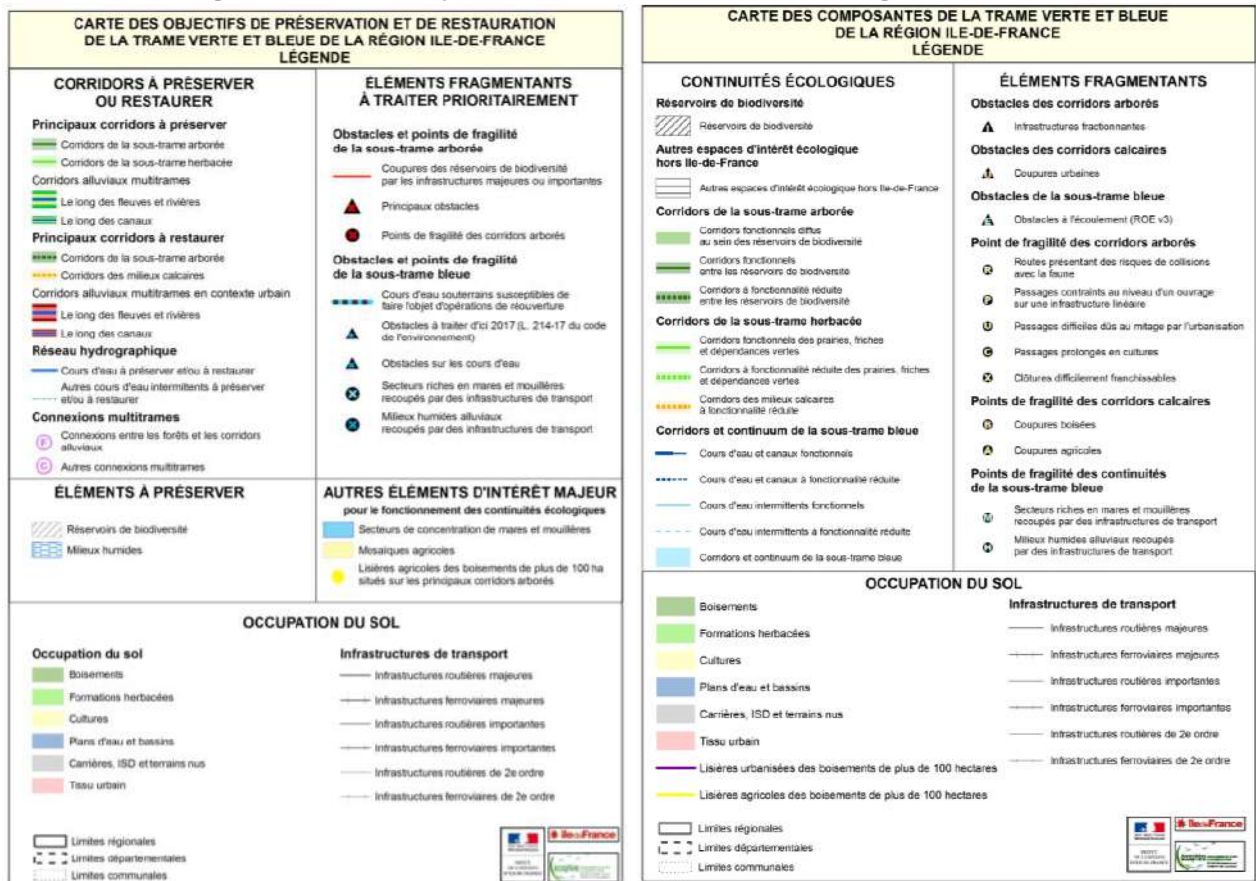 CARTE DES OBJECTIFS DE PRÉSERVATION ET DE RESTAURATION
DE LA TRAME VERTE ET BLEUE DE LA RÉGION ILE-DE-FRANCE
LÉGENDE
CORRIDORS À PRÉSERVER
OU RESTAURER
Principaux corridors à préserver
Corridors de la sous-trame arborée
Corridors de la sous-trame herbacée
Corridors alluviaux multitrames
Le long des fleuves et rivières
Le long des canaux
Principaux corridors à restaurer
Corridors de la sous-trame arborée
Corridors des milieux calcaires
Corridors alluviaux multitrames en contexte urbain
Le long des fleuves et rivières
Le long des canaux
Réseau hydrographique
Cours d'eau à préserver et/ou à restaurer
Autres cours d'eau intermittents à préserver
et/ou à restaurer
Connexions multitrames
F
Connexions entre les forêts et les corridors
alluviaux
C
Autres connexions multitrames
ÉLÉMENTS FRAGMENTANTS
À TRAITER PRIORITAIREMENT
Obstacles et points de fragilité
de la sous-trame arborée
Coupures des réservoirs de biodiversité
par les infrastructures majeures ou importantes
Principaux obstacles
Points de fragilité des corridors arborés
Obstacles et points de fragilité
de la sous-trame bleue
Cours d'eau souterrains susceptibles de
faire l'objet d'opérations de réouverture
Obstacles à traiter d'ici 2017 (L. 214-17 du code
de l'environnement)
Obstacles sur les cours d'eau
Secteurs riches en mares et mouillères
recoupés par des infrastructures de transport
Milieux humides alluviaux
recoupés par des infrastructures de transport
ÉLÉMENTS À PRÉSERVER
Réservoirs de biodiversité
Milieux humides
AUTRES ÉLÉMENTS D'INTÉRÊT MAJEUR
pour le fonctionnement des continuités écologiques
Secteurs de concentration de mares et mouillères
Mosaïques agricoles
Lisières agricoles des boisements de plus de 100 ha
situés sur les principaux corridors arborés
OCCUPATION DU SOL
Occupation du sol
Boisements
Formations herbacées
Cultures
Plans d'eau et bassins
Carrières, ISD et terrains nus
Tissu urbain
Infrastructures de transport
Infrastructures routières majeures
Infrastructures ferroviaires majeures
Infrastructures routières importantes
Infrastructures ferroviaires importantes
Infrastructures routières de 2e ordre
Infrastructures ferroviaires de 2e ordre
Limites régionales
Limites départementales
Limites communales
île de France
CARTE DES COMPOSANTES DE LA TRAME VERTE ET BLEUE
DE LA RÉGION ILE-DE-FRANCE
LÉGENDE
CONTINUITÉS ÉCOLOGIQUES
Réservoirs de biodiversité
Réservoirs de biodiversité
Autres espaces d'intérêt écologique
hors Ile-de-France
Autres espaces d'intérêt écologique hors Ile-de-France
Corridors de la sous-trame arborée
Corridors fonctionnels diffus
au sein des réservoirs de biodiversité
Corridors fonctionnels
entre les réservoirs de biodiversité
Corridors à fonctionnalité réduite
entre les réservoirs de biodiversité
Corridors de la sous-trame herbacée
Corridors fonctionnels des prairies, friches
et dépendances vertes
Corridors à fonctionnalité réduite des prairies, friches
et dépendances vertes
Corridors des milieux calcaires
à fonctionnalité réduite
Corridors et continuum de la sous-trame bleue
Cours d'eau et canaux fonctionnels
Cours d'eau et canaux à fonctionnalité réduite
Cours d'eau intermittents fonctionnels
Cours d'eau intermittents à fonctionnalité réduite
Corridors et continuum de la sous-trame bleue
ÉLÉMENTS FRAGMENTANTS
Obstacles des corridors arborés
Infrastructures fractionnantes
Obstacles des corridors calcaires
Coupures urbaines
Obstacles de la sous-trame bleue
Obstacles à l'écoulement (ROE v3)
Point de fragilité des corridors arborés
Routes présentant des risques de collisions
avec la faune
Passages contraints au niveau d'un ouvrage
sur une infrastructure linéaire
Passages difficiles dûs au mitage par l'urbanisation
Passages prolongés en cultures
Clôtures difficilement franchissables
Points de fragilité des corridors calcaires
Coupures boisées
Coupures agricoles
Points de fragilité des continuités
de la sous-trame bleue
Secteurs riches en mares et mouillères
recoupés par des infrastructures de transport
Milieux humides alluviaux recoupés
par des infrastructures de transport
OCCUPATION DU SOL
Boisements
Formations herbacées
Cultures
Plans d'eau et bassins
Carrières, ISD et terrains nus
Tissu urbain
Lisières urbanisées des boisements de plus de 100 hectares
Lisières agricoles des boisements de plus de 100 hectares
Infrastructures de transport
Infrastructures routières majeures
Infrastructures ferroviaires majeures
Infrastructures routières importantes
Infrastructures ferroviaires importantes
Infrastructures routières de 2e ordre
Infrastructures ferroviaires de 2e ordre
Limites régionales
Limites départementales
Limites communales
île de France